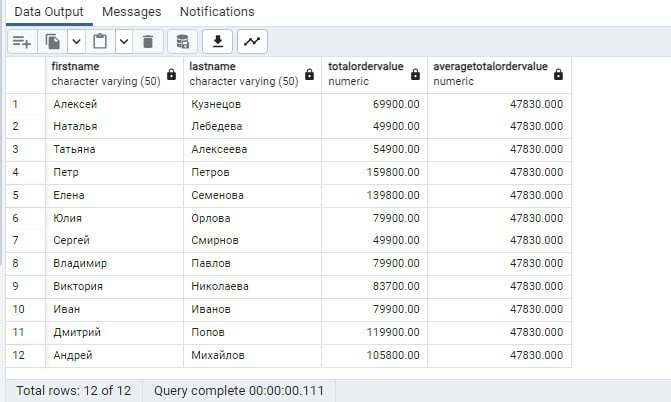 Data Output Messages Notifications
firstname lastname totalordervalue averagetotalordervalue
character varying (50) character varying (50) numeric numeric
1 Алексей Кузнецов 69900.00 47830.000
2 Наталья Лебедева 49900.00 47830.000
3 Татьяна Алексеева 54900.00 47830.000
4 Петр Петров 159800.00 47830.000
5 Елена Семенова 139800.00 47830.000
6 Юлия Орлова 79900.00 47830.000
7 Сергей Смирнов 49900.00 47830.000
8 Владимир Павлов 79900.00 47830.000
9 Виктория Николаева 83700.00 47830.000
10 Иван Иванов 79900.00 47830.000
11 Дмитрий Попов 119900.00 47830.000
12 Андрей Михайлов 105800.00 47830.000
Total rows: 12 of 12 Query complete 00:00:00.111